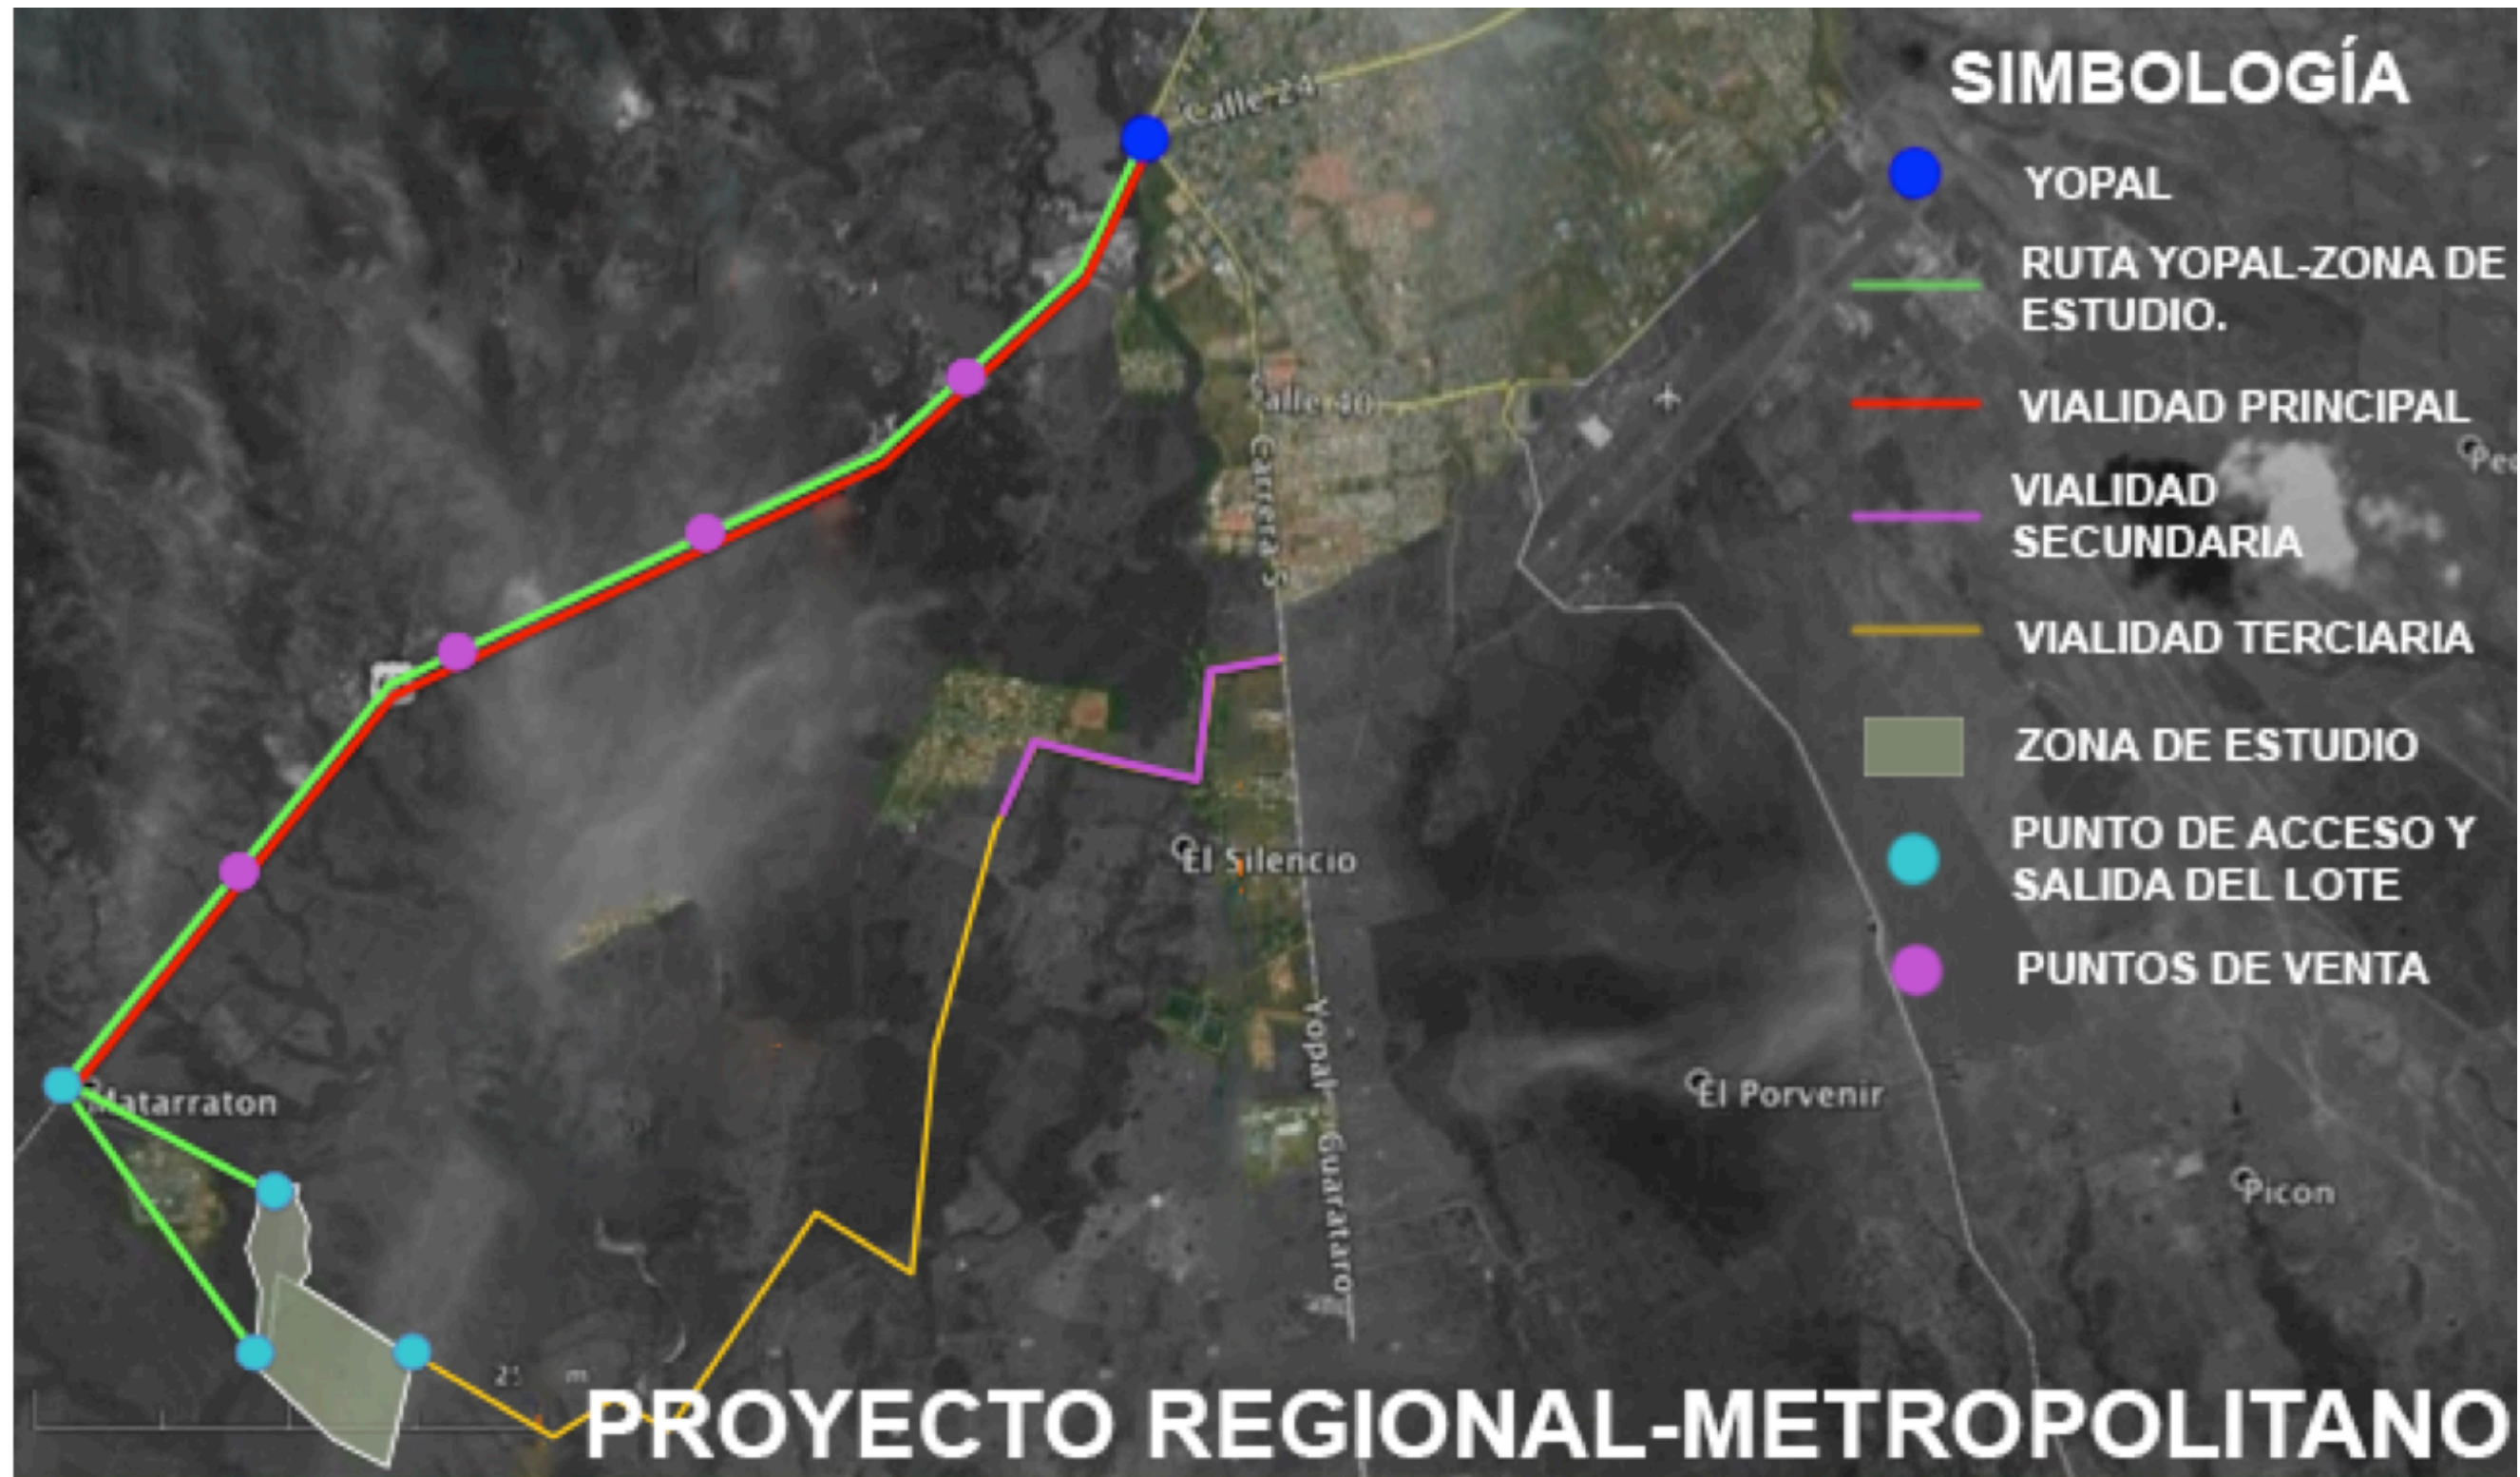 SIMBOLOGÍA
YOPAL
RUTA YOPAL-ZONA DE
ESTUDIO.
VIALIDAD PRINCIPAL
VIALIDAD
SECUNDARIA
VIALIDAD TERCIARIA
ZONA DE ESTUDIO
PUNTO DE ACCESO Y
SALIDA DEL LOTE
PUNTOS DE VENTA
Calle 24
Calle 40
Carrera 5
El Silencio
Yopal - Guarataro
El Porvenir
Matarraton
Picon
m
PROYECTO REGIONAL-METROPOLITANO